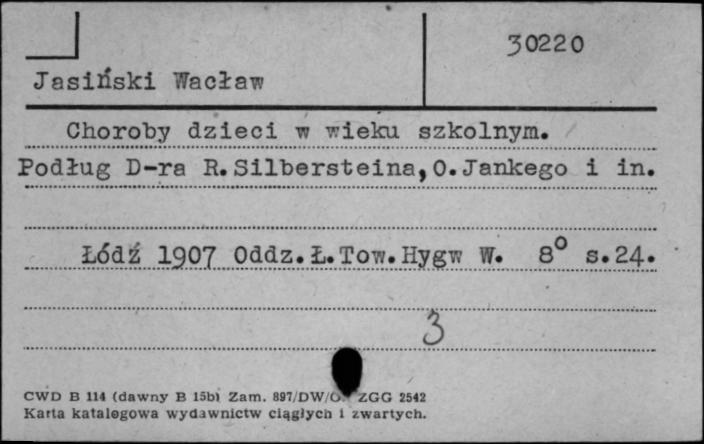 30220
Jasiński Wacław
Choroby dzieci w wieku szkolnym.
Podług D-ra R.Silbersteina,O.Jankego i in.
Łódź 1907 Oddz.Ł.Tow.Hygw W. 8° s.24.
3
CWD B 114 (dawny B 15b) Zam. 897/DW/ ZGG 2542
Karta katalogowa wydawnictw ciągłych i zwartych.